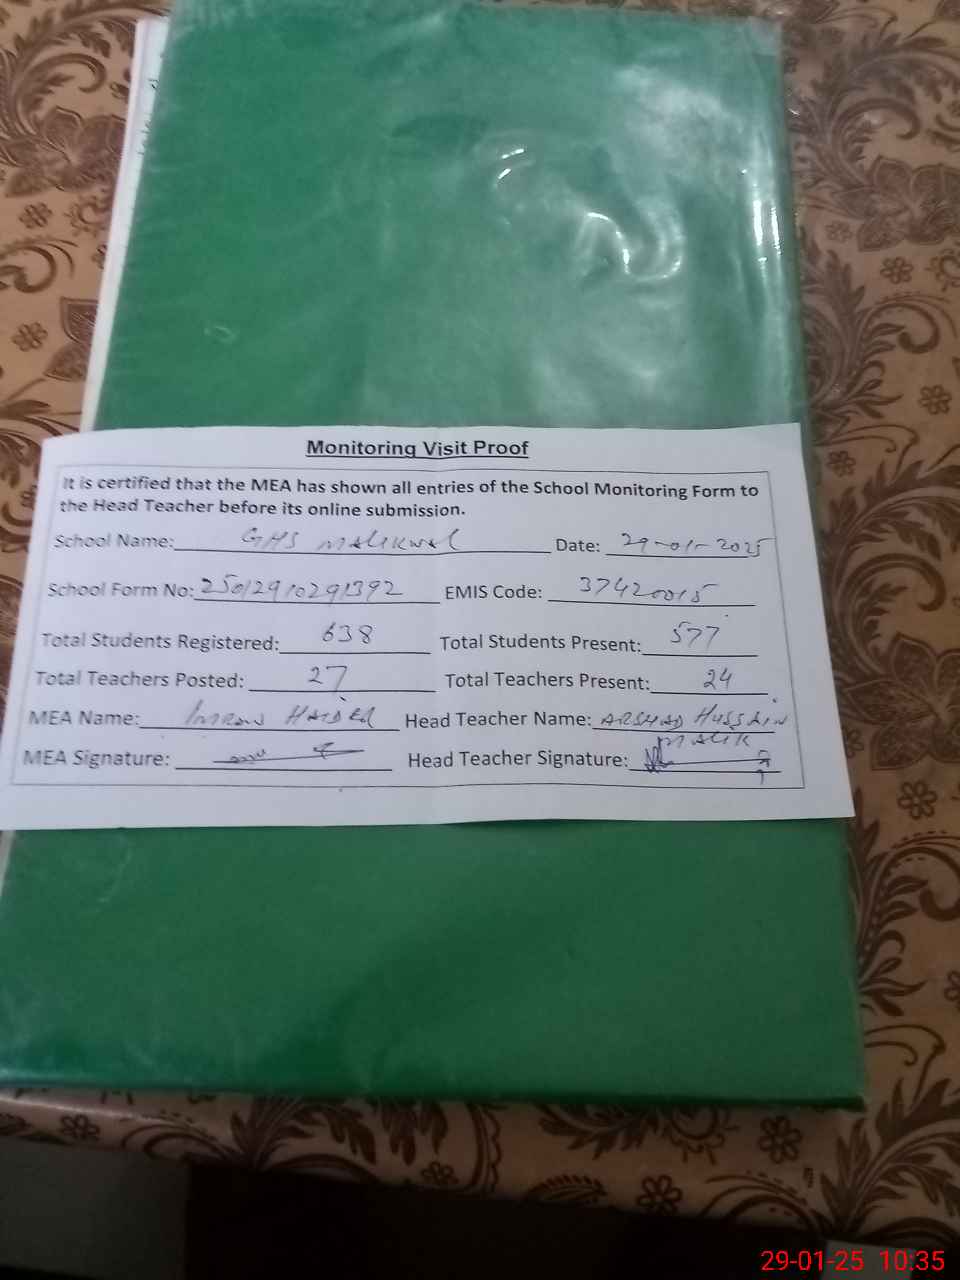 Monitoring Visit Proof
It is certified that the MEA has shown all entries of the School Monitoring Form to
the Head Teacher before its online submission.
School Name: GHS MALIKWAL Date: 29-01-2025
School Form No: 25012910291392 EMIS Code: 37420015
Total Students Registered: 638 Total Students Present: 577
Total Teachers Posted: 27 Total Teachers Present: 24
MEA Name: IMRAN HAIDER Head Teacher Name: ARSHAD HUSSAIN
MALIK
MEA Signature: Head Teacher Signature:
29-01-25 10:35